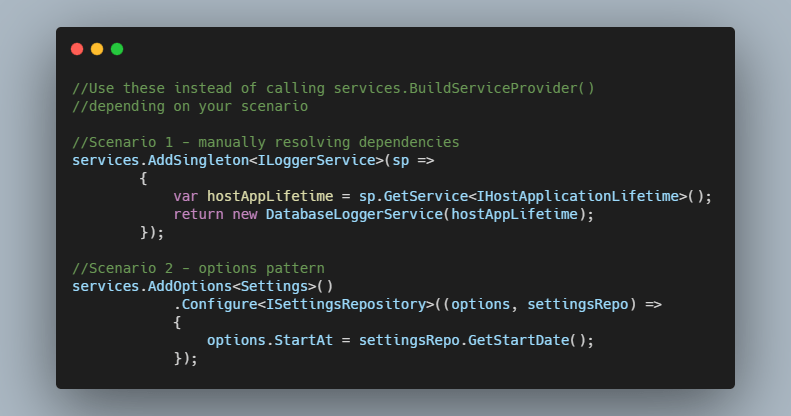 //Use these instead of calling services.BuildServiceProvider()
//depending on your scenario

//Scenario 1 - manually resolving dependencies
services.AddSingleton<ILoggerService>(sp =>
        {
            var hostAppLifetime = sp.GetService<IHostApplicationLifetime>();
            return new DatabaseLoggerService(hostAppLifetime);
        });

//Scenario 2 - options pattern
services.AddOptions<Settings>()
            .Configure<ISettingsRepository>((options, settingsRepo) =>
            {
                options.StartAt = settingsRepo.GetStartDate();
            });